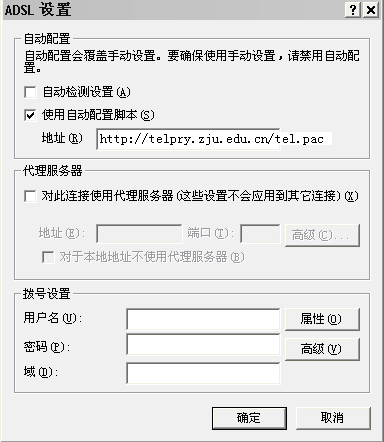 ADSL 设置
自动配置
自动配置会覆盖手动设置。要确保使用手动设置，请禁用自动配
置。
自动检测设置(A)
使用自动配置脚本(S)
地址(R) http://telpry.zju.edu.cn/tel.pac
代理服务器
对此连接使用代理服务器(这些设置不会应用到其它连接)(X)
地址(E): 端口(T): 高级(C)...
对于本地地址不使用代理服务器(B)
拨号设置
用户名(U): 属性(O)
密码(P): 高级(V)
域(D):
确定 取消